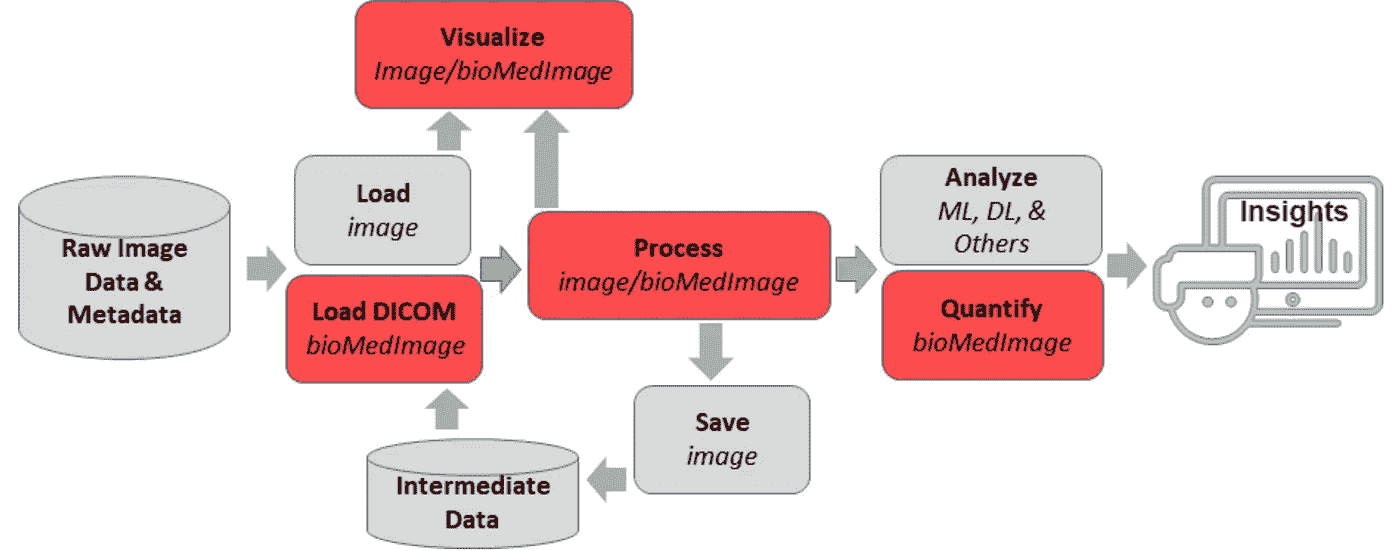 Visualize
Image/bioMedImage
Load
image
Raw Image
Data &
Metadata
Load DICOM
bioMedImage
Process
image/bioMedImage
Analyze
ML, DL, &
Others
Quantify
bioMedImage
Insights
Save
image
Intermediate
Data